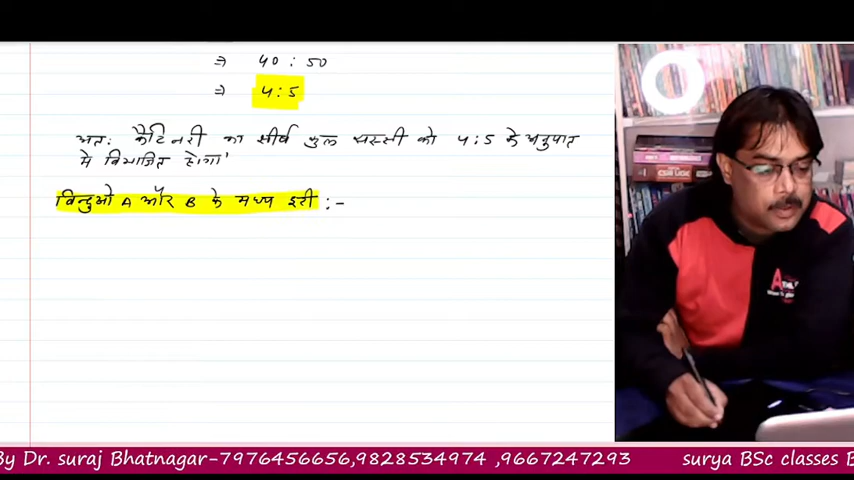 ⇒ 40 : 50
⇒ 4 : 5
अतः कैटिनरी का शीर्ष कुल रस्सी को 4 : 5 के अनुपात
में विभाजित होगा'
बिन्दुओ A और B के मध्य दूरी :-
By Dr. suraj Bhatnagar-7976456656,9828534974 ,9667247293 surya BSc classes B